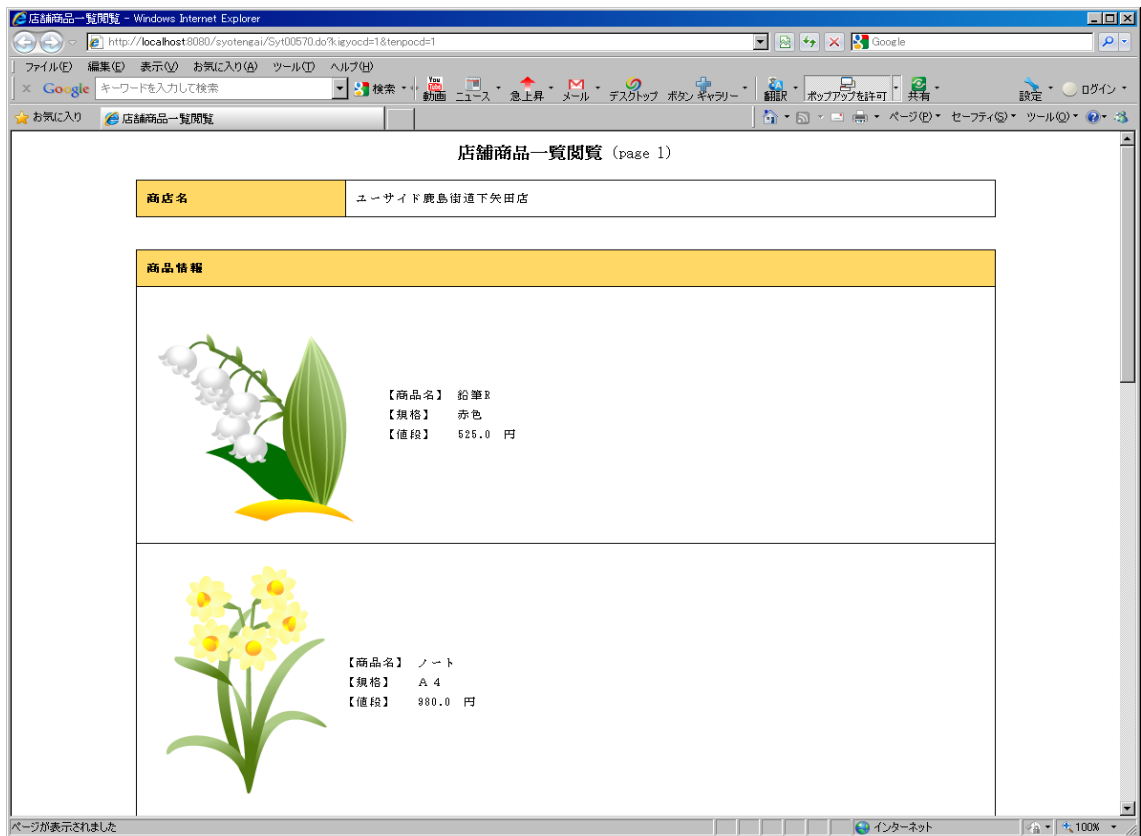 店舗商品一覧閲覧 - Windows Internet Explorer
http://localhost:8080/syotengai/Syt00570.do?kigyocd=1&tenpocd=1
Google
ファイル(F) 編集(E) 表示(V) お気に入り(A) ツール(T) ヘルプ(H)
× Google キーワードを入力して検索 検索 You Tube 動画 ニュース 急上昇 メール デスクトップ ボタン ギャラリー 翻訳 ポップアップを許可 共有 設定 ログイン
お気に入り 店舗商品一覧閲覧 ページ(P) セーフティ(S) ツール(O)
店舗商品一覧閲覧 (page 1)
商店名 ユーサイド鹿島街道下矢田店
商品情報
【商品名】 鉛筆R
【規格】 赤色
【値段】 525.0 円
【商品名】 ノート
【規格】 A4
【値段】 980.0 円
ページが表示されました インターネット 100%